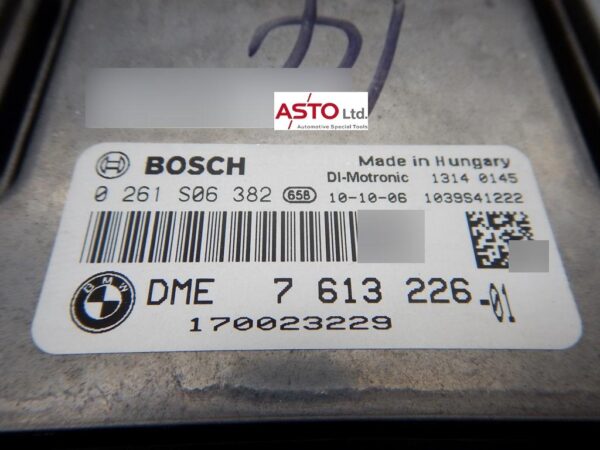 ASTO Ltd.
Automotive Special Tools
BOSCH
Made in Hungary
DI-Motronic 1314 0145
0 261 S06 382 658 10-10-06 1039S41222
BMW
DME 7 613 226-01
170023229